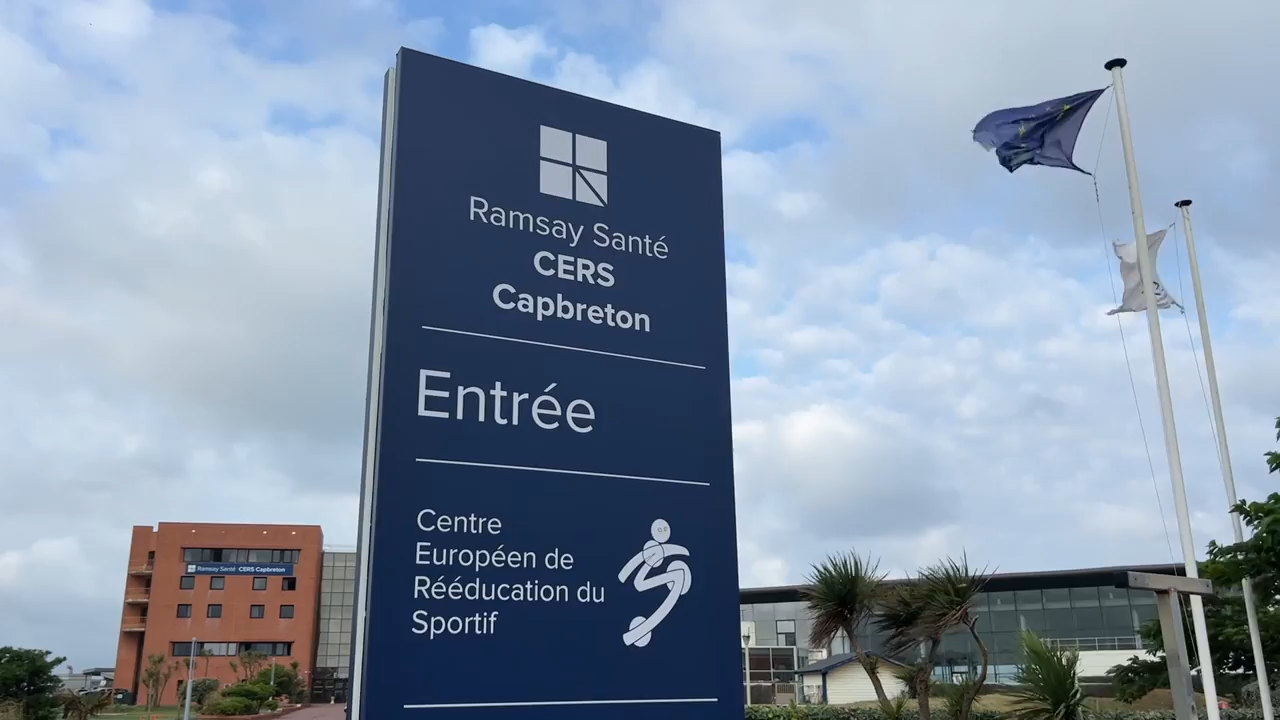 Ramsay Santé
CERS
Capbreton
Entrée
Centre
Européen de
Rééducation du
Sportif
Ramsay Santé CERS Capbreton